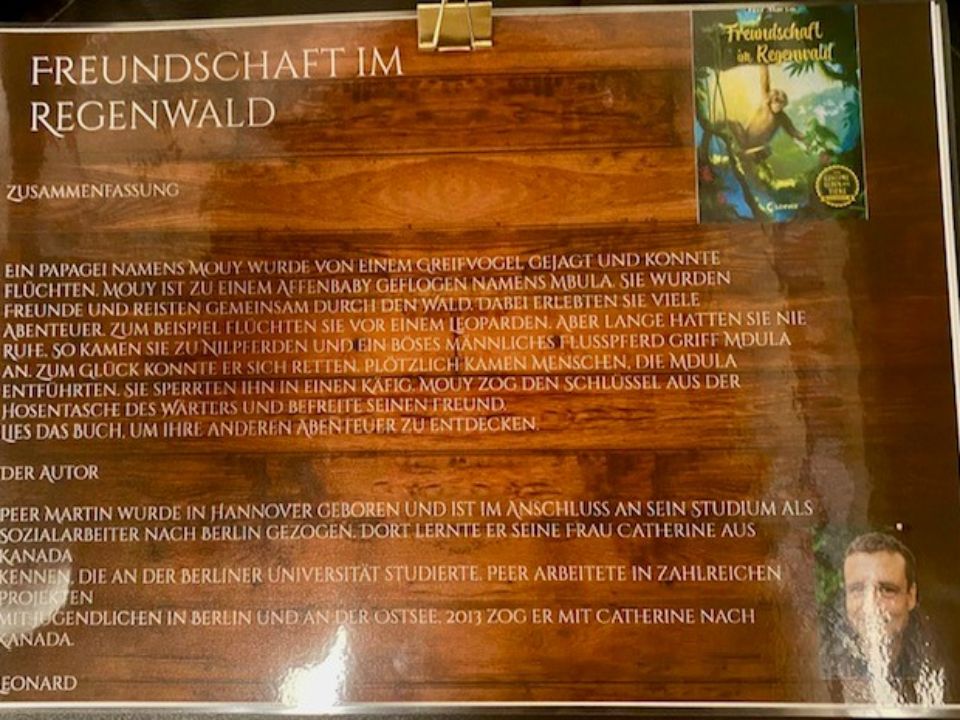 Freundschaft im
Regenwald
Freundschaft
im Regenwald
Zusammenfassung
Ein Papagei namens Mouy wurde von einem Greifvogel gejagt und konnte
flüchten. Mouy ist zu einem Affenbaby geflogen namens Mbula. Sie wurden
Freunde und reisten gemeinsam durch den Wald. Dabei erlebten sie viele
Abenteuer. Zum Beispiel flüchten sie vor einem Leoparden. Aber lange hatten sie nie
Ruhe. So kamen sie zu Nilpferden und ein böses männliches Flusspferd griff Mdula
an. Zum Glück konnte er sich retten. Plötzlich kamen Menschen, die Mdula
entführten. Sie sperrten ihn in einen Käfig. Mouy zog den Schlüssel aus der
Hosentasche des Wärters und befreite seinen Freund.
Lies das Buch, um ihre anderen Abenteuer zu entdecken.
der Autor
Peer Martin wurde in Hannover geboren und ist im Anschluss an sein Studium als
Sozialarbeiter nach Berlin gezogen. Dort lernte er seine Frau Catherine aus
Kanada
kennen, die an der Berliner Universität studierte. Peer arbeitete in zahlreichen
Projekten
mit Jugendlichen in Berlin und an der Ostsee. 2013 zog er mit Catherine nach
Kanada.
Leonard